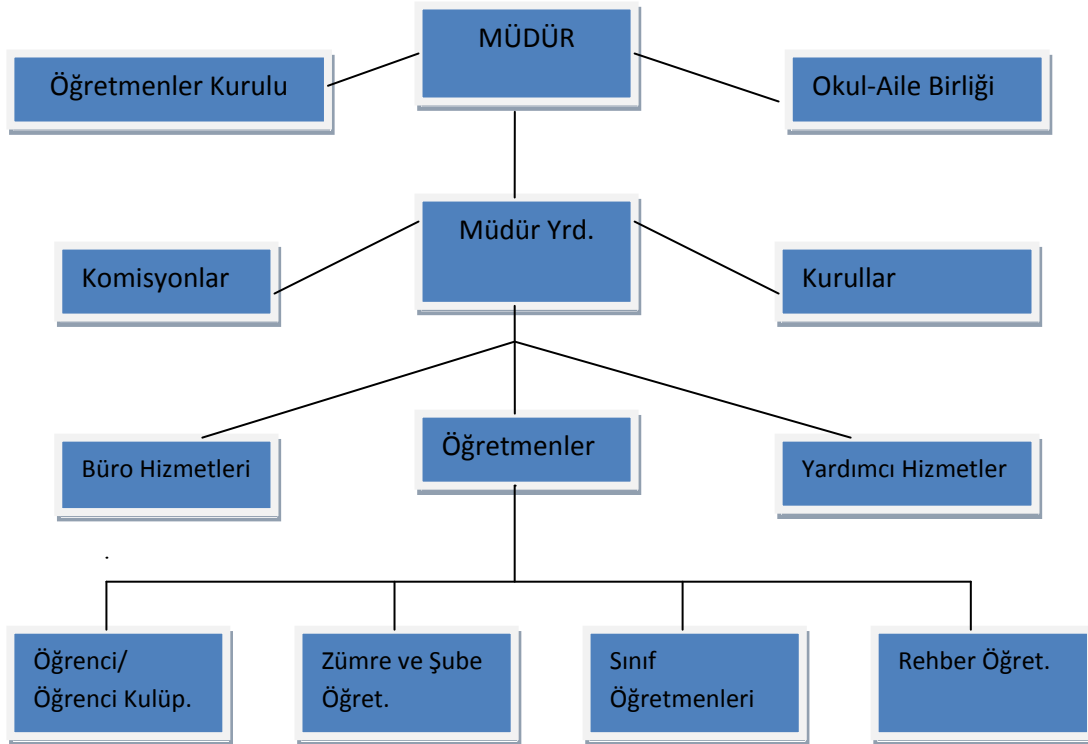 MÜDÜR
Öğretmenler Kurulu
Okul-Aile Birliği
Müdür Yrd.
Komisyonlar
Kurullar
Büro Hizmetleri
Öğretmenler
Yardımcı Hizmetler
Öğrenci/
Öğrenci Kulüp.
Zümre ve Şube
Öğret.
Sınıf
Öğretmenleri
Rehber Öğret.